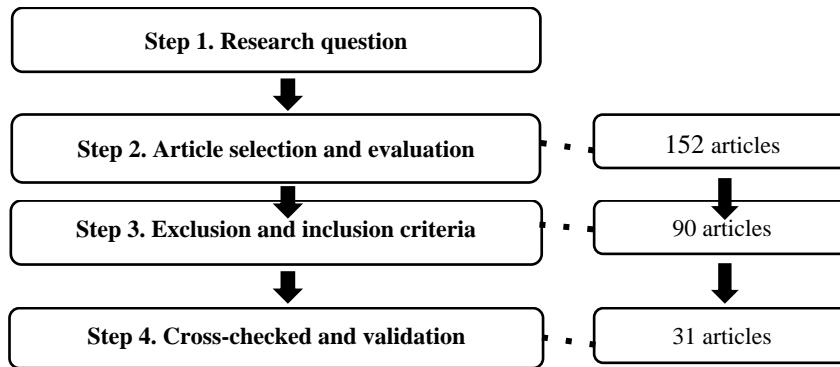 Step 1. Research question
Step 2. Article selection and evaluation
152 articles
Step 3. Exclusion and inclusion criteria
90 articles
Step 4. Cross-checked and validation
31 articles